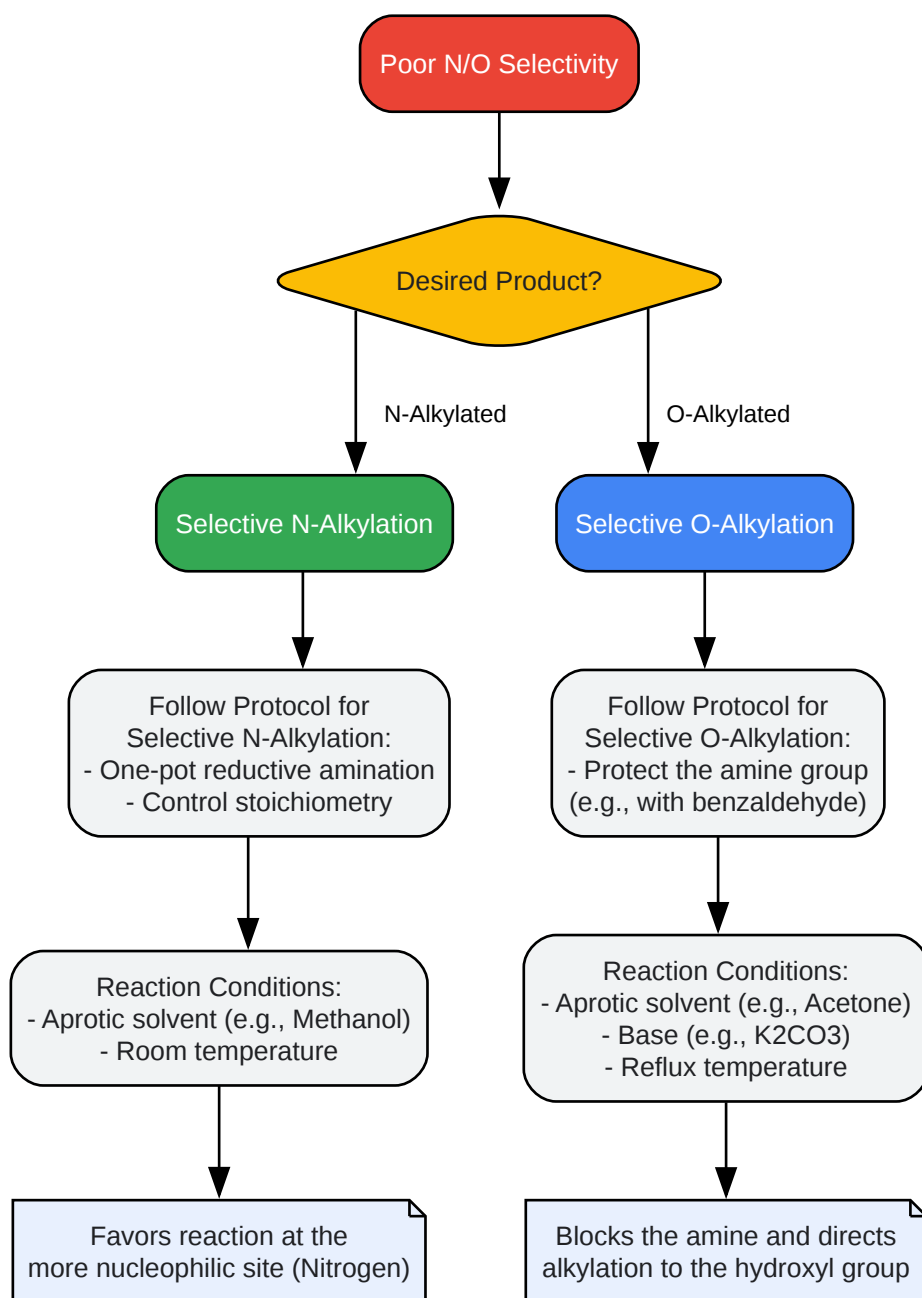 Poor N/O Selectivity
Desired Product?
N-Alkylated
O-Alkylated
Selective N-Alkylation
Selective O-Alkylation
Follow Protocol for
Selective N-Alkylation:
- One-pot reductive amination
- Control stoichiometry
Follow Protocol for
Selective O-Alkylation:
- Protect the amine group
(e.g., with benzaldehyde)
Reaction Conditions:
- Aprotic solvent (e.g., Methanol)
- Room temperature
Reaction Conditions:
- Aprotic solvent (e.g., Acetone)
- Base (e.g., K2CO3)
- Reflux temperature
Favors reaction at the
more nucleophilic site (Nitrogen)
Blocks the amine and directs
alkylation to the hydroxyl group